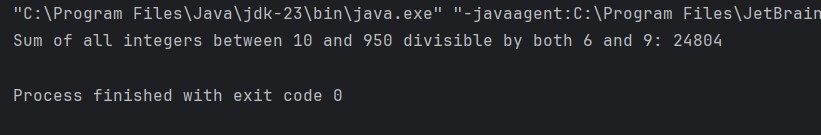 "C:\Program Files\Java\jdk-23\bin\java.exe" "-javaagent:C:\Program Files\JetBrain
Sum of all integers between 10 and 950 divisible by both 6 and 9: 24804
Process finished with exit code 0